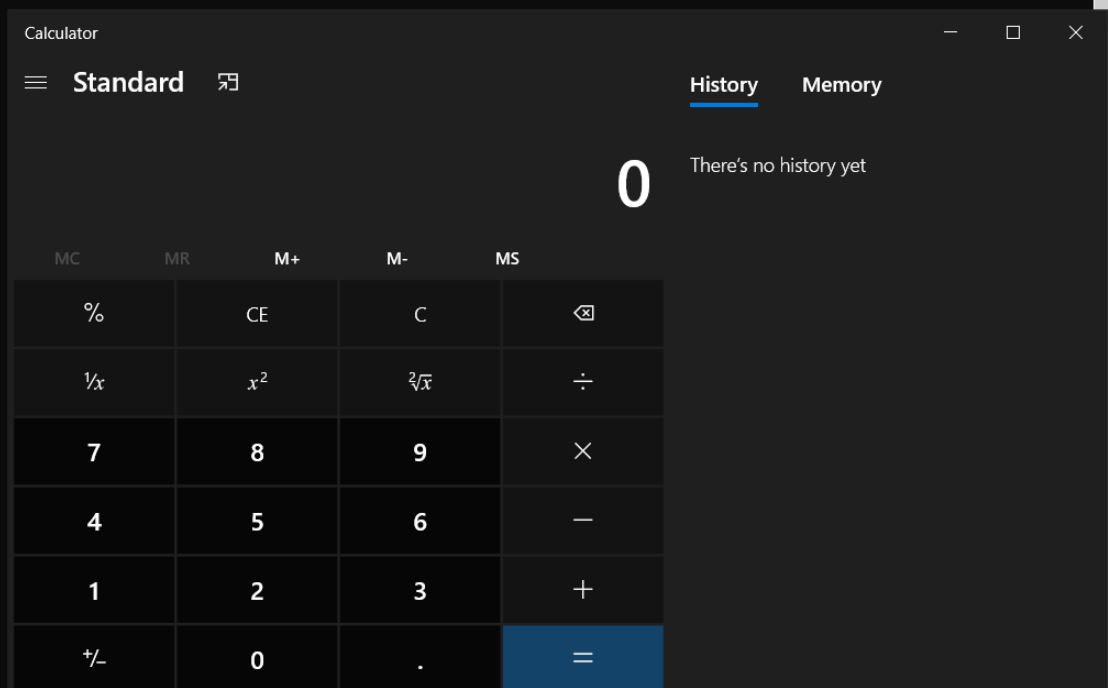 Calculator
Standard
History Memory
0
There's no history yet
MC MR M+ M- MS
% CE C
¹/x x² ²√x ÷
7 8 9 ×
4 5 6 −
1 2 3 +
+/− 0 . =